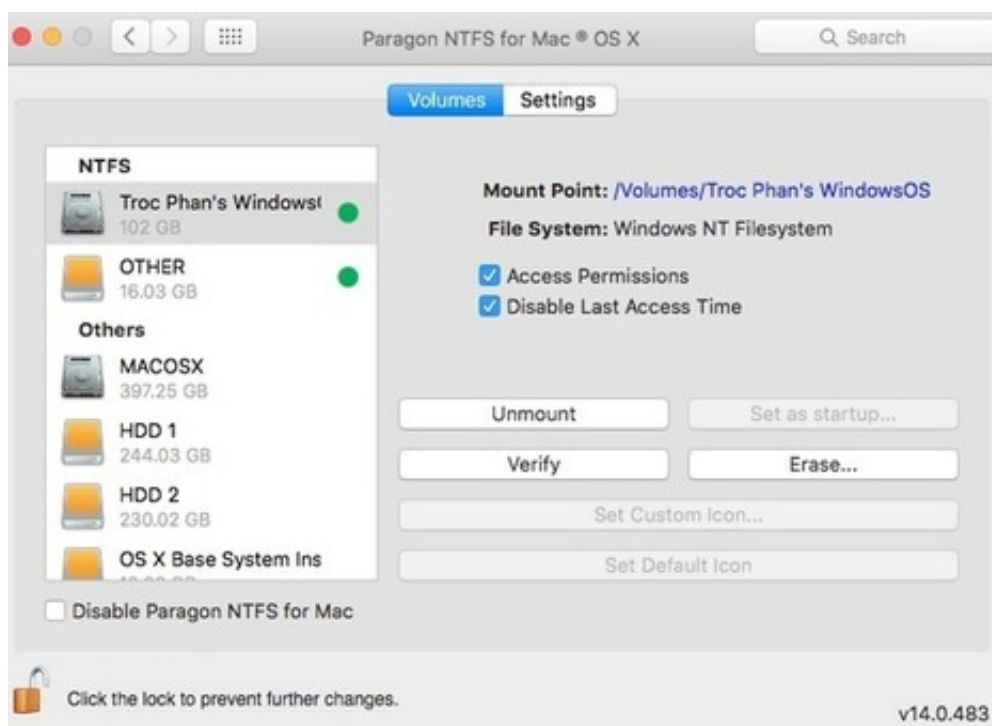 Paragon NTFS for Mac ® OS X
Search
Volumes
Settings
NTFS
Troc Phan's Windows
102 GB
OTHER
16.03 GB
Others
MACOSX
397.25 GB
HDD 1
244.03 GB
HDD 2
230.02 GB
OS X Base System Ins
Disable Paragon NTFS for Mac
Mount Point: /Volumes/Troc Phan's WindowsOS
File System: Windows NT Filesystem
Access Permissions
Disable Last Access Time
Unmount
Set as startup...
Verify
Erase...
Set Custom Icon...
Set Default Icon
Click the lock to prevent further changes.
v14.0.483